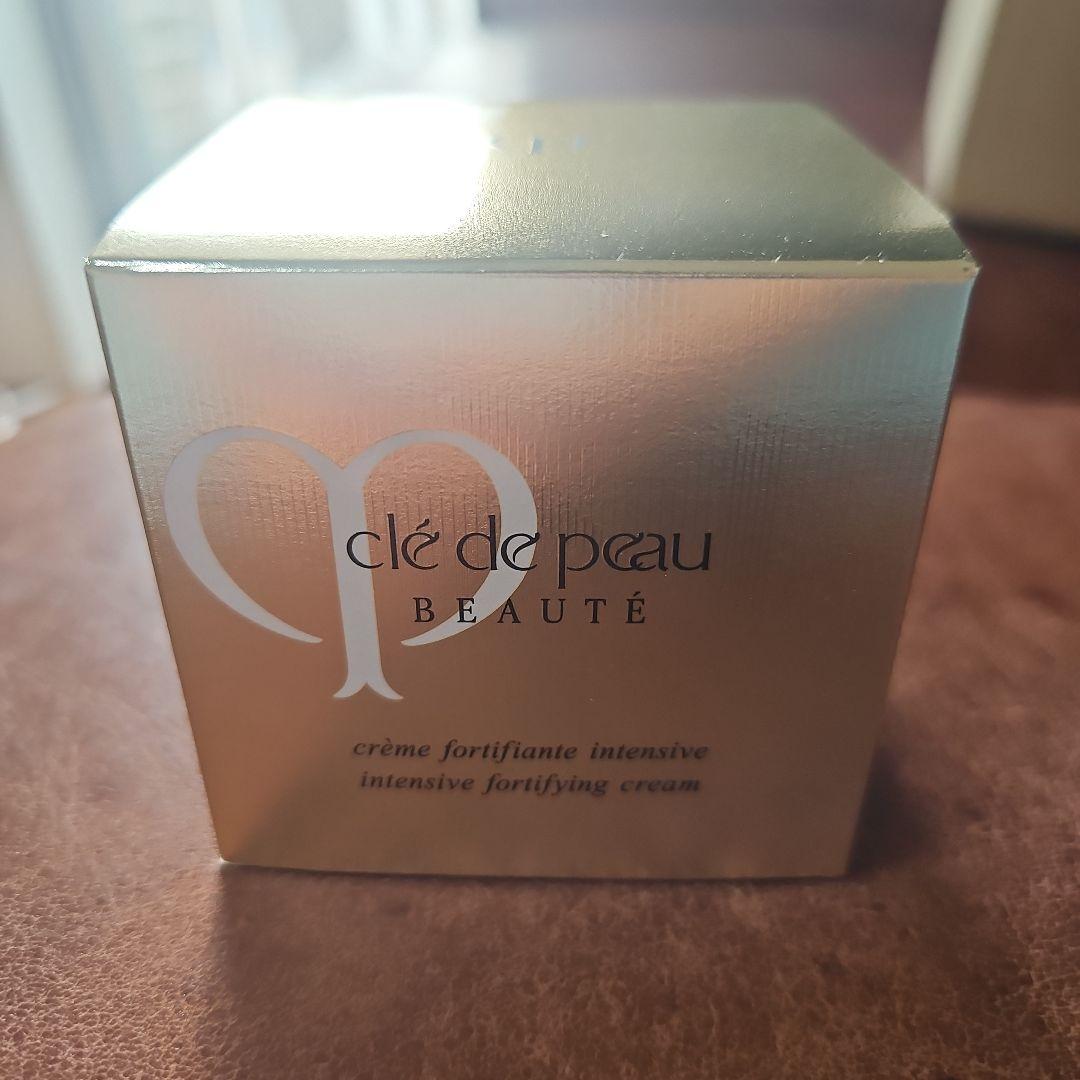 clé de peau
BEAUTÉ
crème fortifiante intensive
intensive fortifying cream